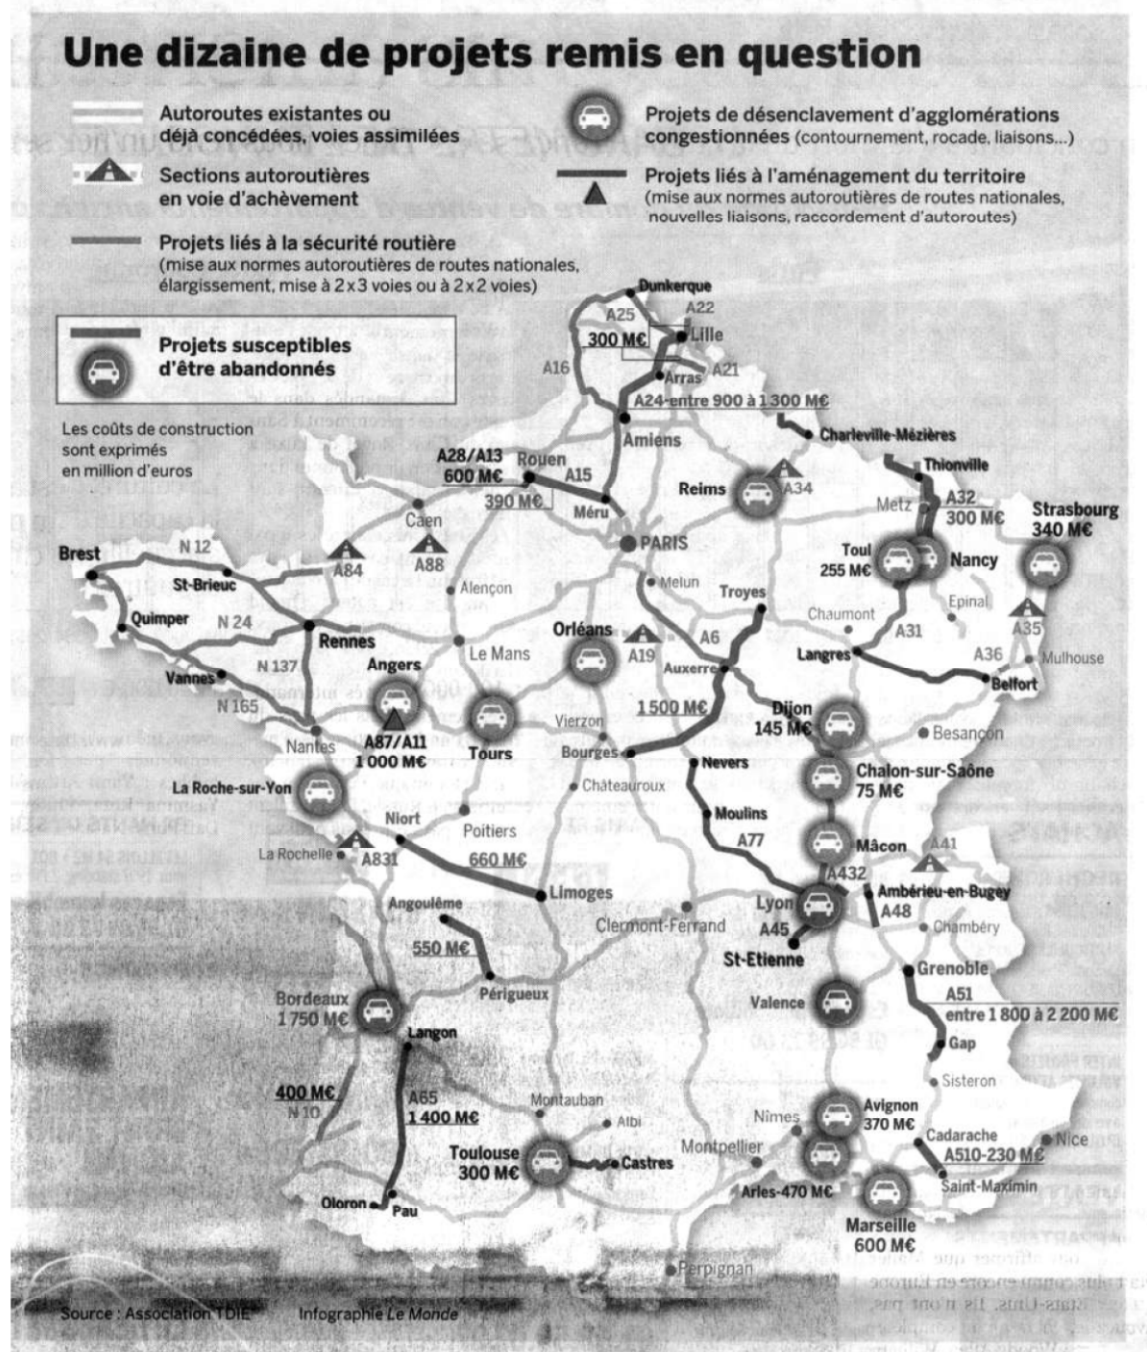 Une dizaine de projets remis en question
Autoroutes existantes ou
déjà concédées, voies assimilées
Sections autoroutières
en voie d'achèvement
Projets liés à la sécurité routière
(mise aux normes autoroutières de routes nationales,
élargissement, mise à 2x3 voies ou à 2x2 voies)
Projets de désenclavement d'agglomérations
congestionnées (contournement, rocade, liaisons...)
Projets liés à l'aménagement du territoire
(mise aux normes autoroutières de routes nationales,
nouvelles liaisons, raccordement d'autoroutes)
Projets susceptibles
d'être abandonnés
Les coûts de construction
sont exprimés
en million d'euros
Dunkerque
A25
A22
300 M€
Lille
A16
Arras
A21
A24-entre 900 à 1 300 M€
Amiens
Charleville-Mézières
A28/A13
600 M€
Rouen
A15
390 M€
Méru
Reims
A34
Thionville
Metz
A32
300 M€
Strasbourg
340 M€
Caen
PARIS
Toul
255 M€
Nancy
Brest
N 12
St-Brieuc
A84
A88
Alençon
Melun
Troyes
Chaumont
Epinal
Quimper
N 24
Rennes
Le Mans
Orléans
A19
A6
A31
A35
Langres
A36
Mulhouse
Belfort
Vannes
N 137
N 165
Angers
Auxerre
1 500 M€
Dijon
145 M€
Besançon
Nantes
A87/A11
1 000 M€
Tours
Vierzon
Bourges
Nevers
Chalon-sur-Saône
75 M€
La Roche-sur-Yon
Châteauroux
Niort
Poitiers
Moulins
A77
Mâcon
A41
La Rochelle
A831
660 M€
Limoges
A432
Ambérieu-en-Bugey
A48
Angoulême
Clermont-Ferrand
Lyon
A45
Chambéry
St-Etienne
550 M€
Périgueux
Grenoble
Bordeaux
1 750 M€
Valence
A51
entre 1 800 à 2 200 M€
Langon
Gap
Sisteron
400 M€
N 10
A65
1 400 M€
Montauban
Albi
Nîmes
Avignon
370 M€
Toulouse
300 M€
Castres
Montpellier
Cadarache
Nice
A510-230 M€
Arles-470 M€
Saint-Maximin
Oloron
Pau
Marseille
600 M€
Perpignan
Source : Association TDIE
Infographie Le Monde